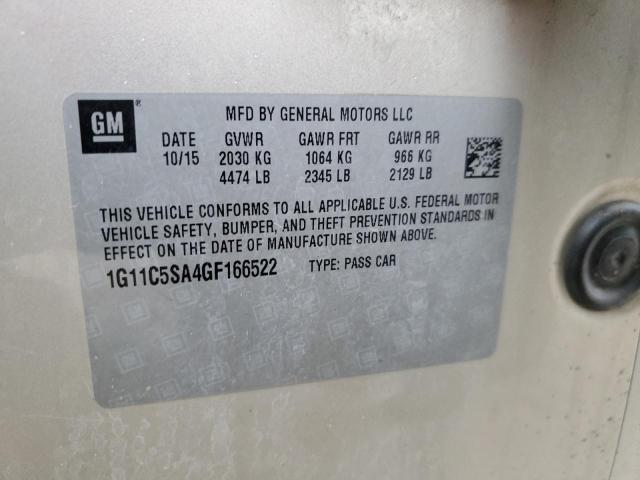 GM®
MFD BY GENERAL MOTORS LLC
DATE GVWR GAWR FRT GAWR RR
10/15 2030 KG 1064 KG 966 KG
4474 LB 2345 LB 2129 LB
THIS VEHICLE CONFORMS TO ALL APPLICABLE U.S. FEDERAL MOTOR
VEHICLE SAFETY, BUMPER, AND THEFT PREVENTION STANDARDS IN
EFFECT ON THE DATE OF MANUFACTURE SHOWN ABOVE.
1G11C5SA4GF166522 TYPE: PASS CAR